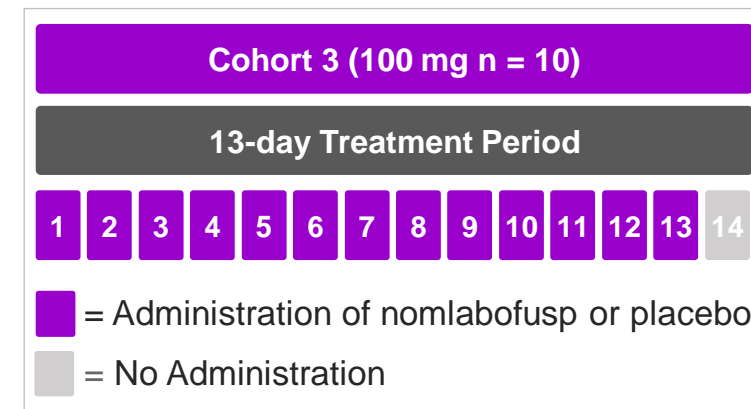 Cohort 3 (100 mg n = 10)
13-day Treatment Period
1 2 3 4 5 6 7 8 9 10 11 12 13 14
= Administration of nomlabofusp or placebo
= No Administration